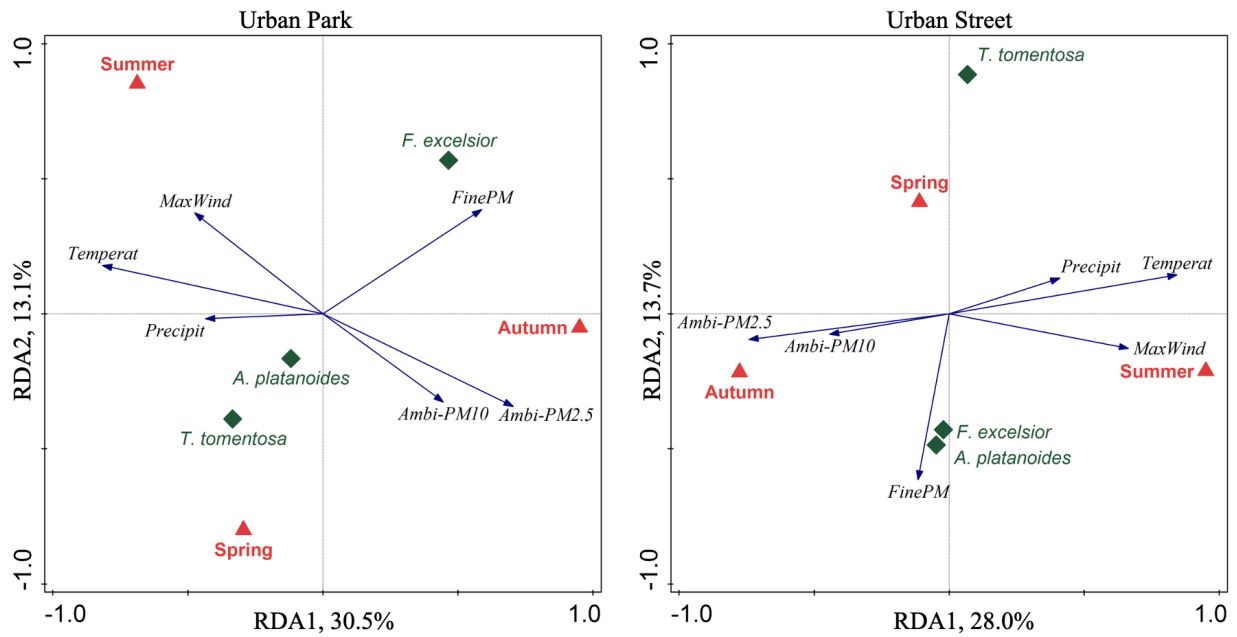 Urban Park
1.0
Summer
F. excelsior
MaxWind
FinePM
Temperat
Precipit
Autumn
A. platanoides
Ambi-PM10
Ambi-PM2.5
T. tomentosa
Spring
RDA2, 13.1%
-1.0
-1.0
RDA1, 30.5%
1.0
Urban Street
1.0
T. tomentosa
Spring
Precipit
Temperat
Ambi-PM2.5
Ambi-PM10
MaxWind
Autumn
Summer
F. excelsior
A. platanoides
FinePM
RDA2, 13.7%
-1.0
-1.0
RDA1, 28.0%
1.0